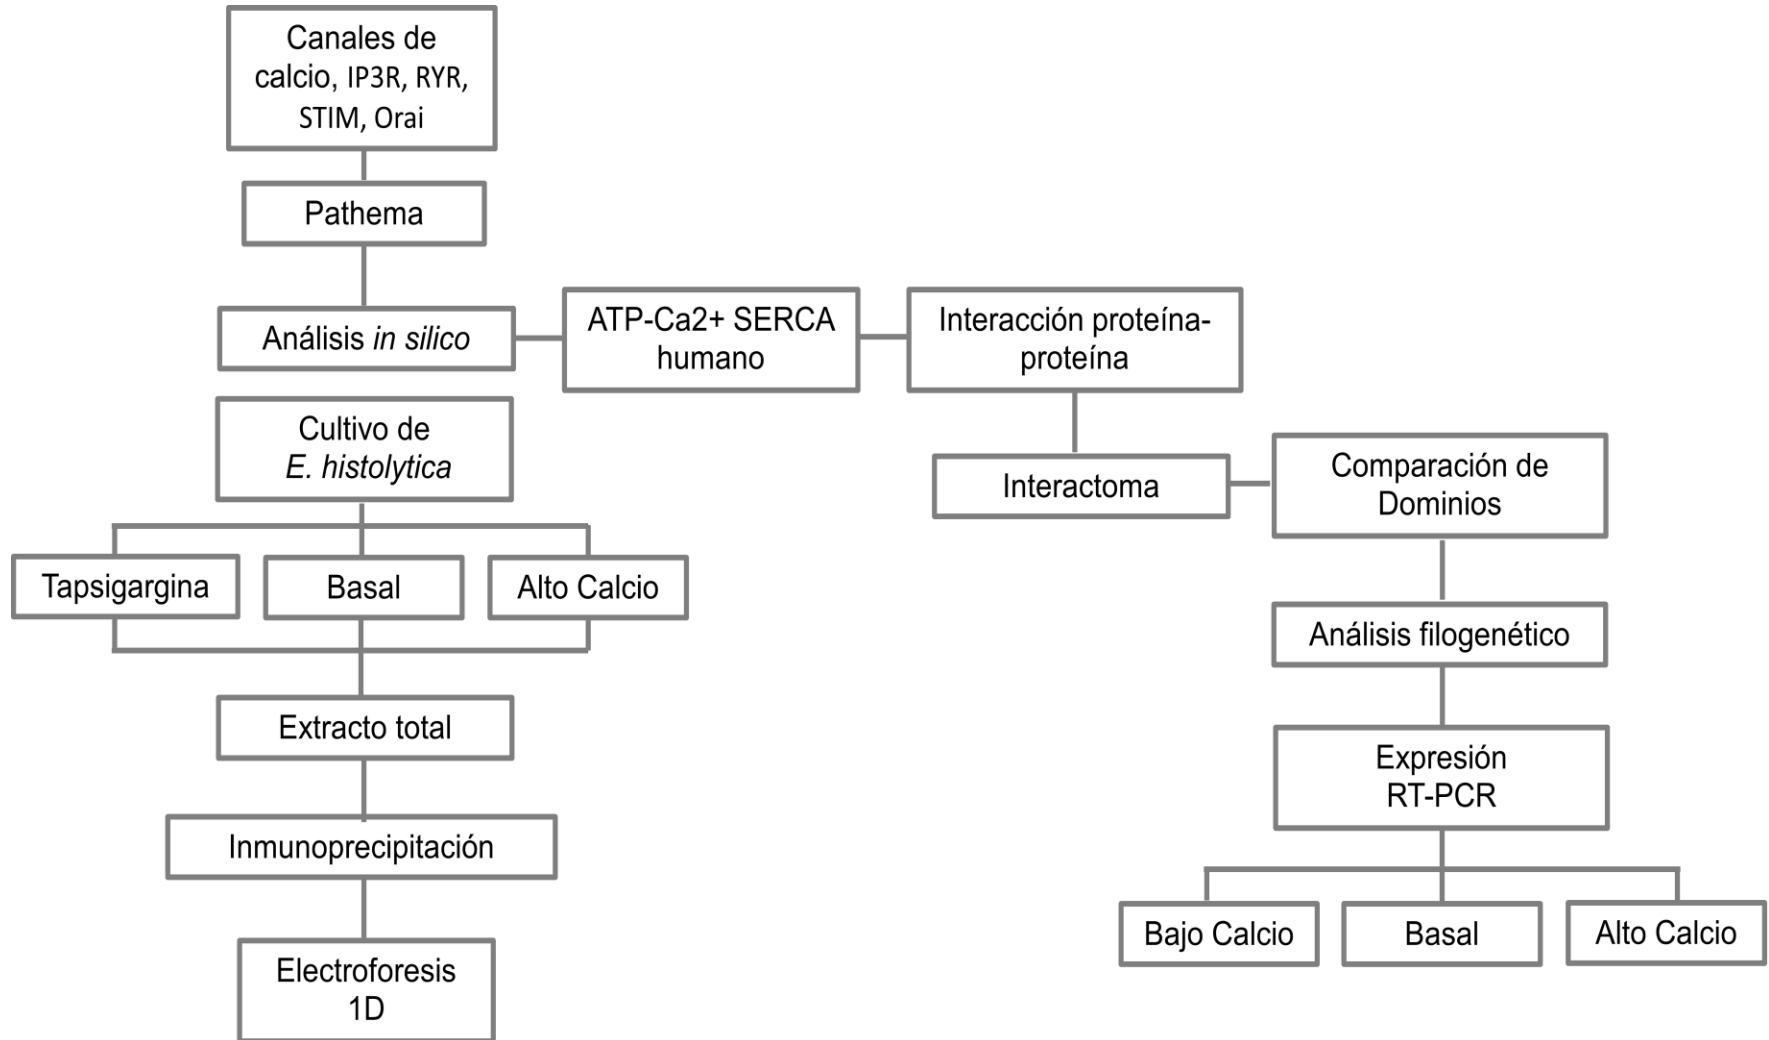 Canales de
calcio, IP3R, RYR,
STIM, Orai
Pathema
Análisis in silico
ATP-Ca2+ SERCA
humano
Interacción proteína-
proteína
Cultivo de
E. histolytica
Interactoma
Comparación de
Dominios
Tapsigargina
Basal
Alto Calcio
Análisis filogenético
Extracto total
Expresión
RT-PCR
Inmunoprecipitación
Bajo Calcio
Basal
Alto Calcio
Electroforesis
1D